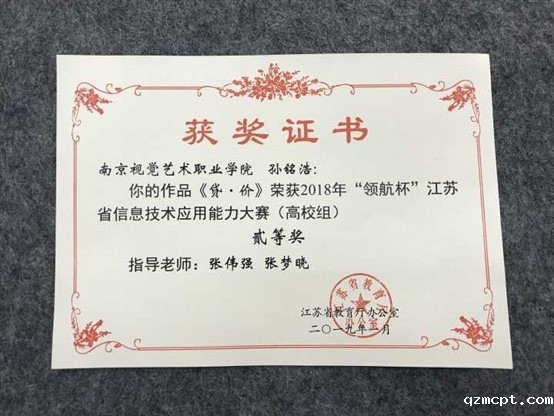 获奖证书
南京视觉艺术职业学院 孙铭浩:
你的作品《贷·价》荣获2018年“领航杯”江苏
省信息技术应用能力大赛（高校组）
贰等奖
指导老师：张伟强 张梦晓
江苏省教育厅办公室
二〇一九年一月
qzmcpt.com